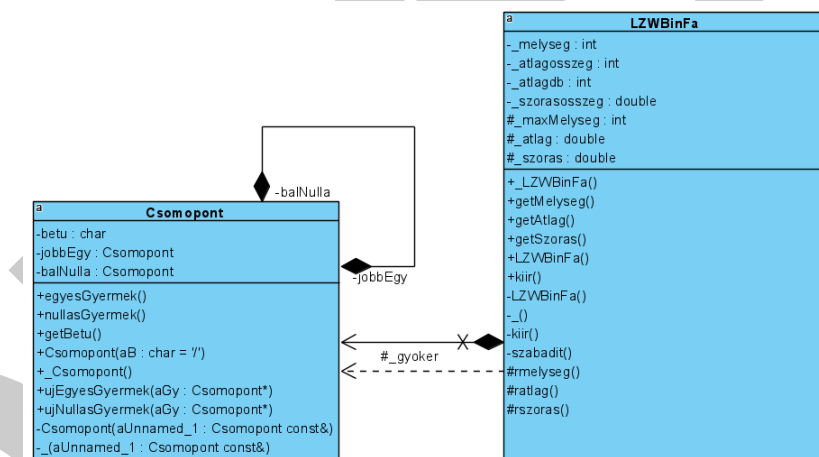 a
LZWBinFa
-_melyseg : int
-_atlagosszeg : int
-_atlagdb : int
-_szorasosszeg : double
#_maxMelyseg : int
#_atlag : double
#_szoras : double
+_LZWBinFa()
+getMelyseg()
+getAtlag()
+getSzoras()
+LZWBinFa()
+kiir()
-LZWBinFa()
-_()
-kiir()
-szabadit()
#rmelyseg()
#ratlag()
#rszoras()
-balNulla
-jobbEgy
#_gyoker
a
Csomopont
-betu : char
-jobbEgy : Csomopont
-balNulla : Csomopont
+egyesGyermek()
+nullasGyermek()
+getBetu()
+Csomopont(aB : char = '/')
+_Csomopont()
+ujEgyesGyermek(aGy : Csomopont*)
+ujNullasGyermek(aGy : Csomopont*)
-Csomopont(aUnnamed_1 : Csomopont const&)
-_(aUnnamed_1 : Csomopont const&)